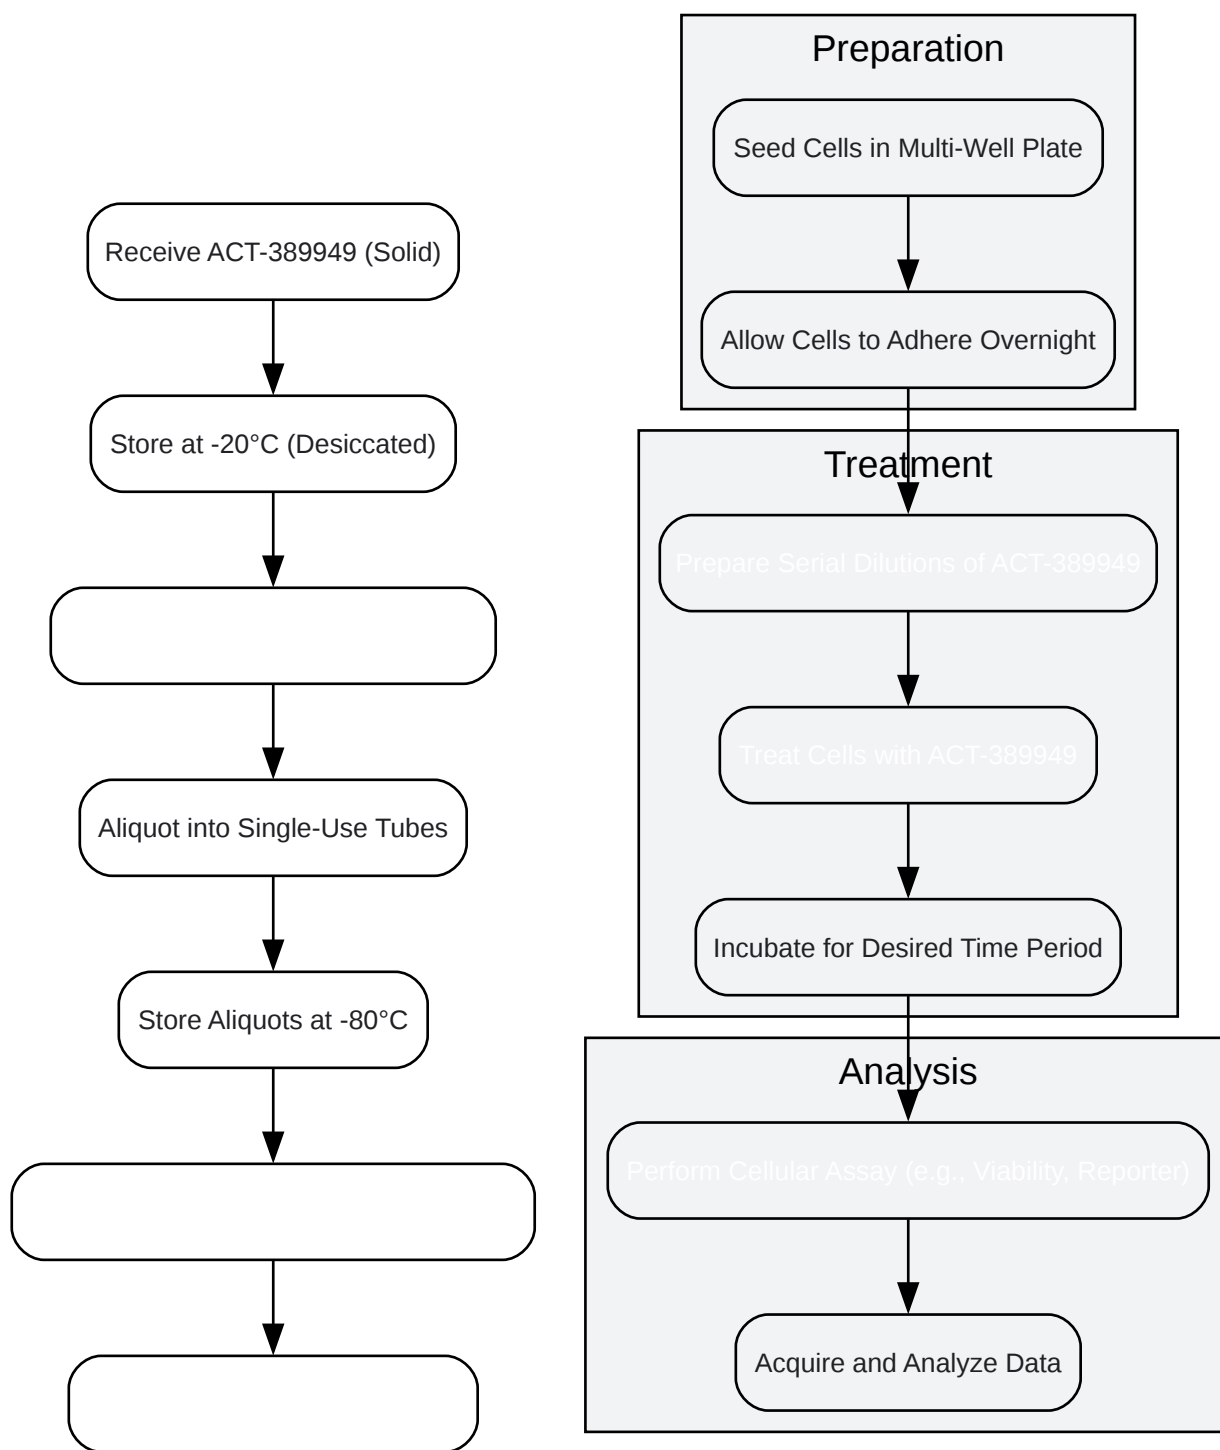 Receive ACT-389949 (Solid)
Store at -20°C (Desiccated)
Aliquot into Single-Use Tubes
Store Aliquots at -80°C
Preparation
Seed Cells in Multi-Well Plate
Allow Cells to Adhere Overnight
Treatment
Prepare Serial Dilutions of ACT-389949
Treat Cells with ACT-389949
Incubate for Desired Time Period
Analysis
Perform Cellular Assay (e.g., Viability, Reporter)
Acquire and Analyze Data